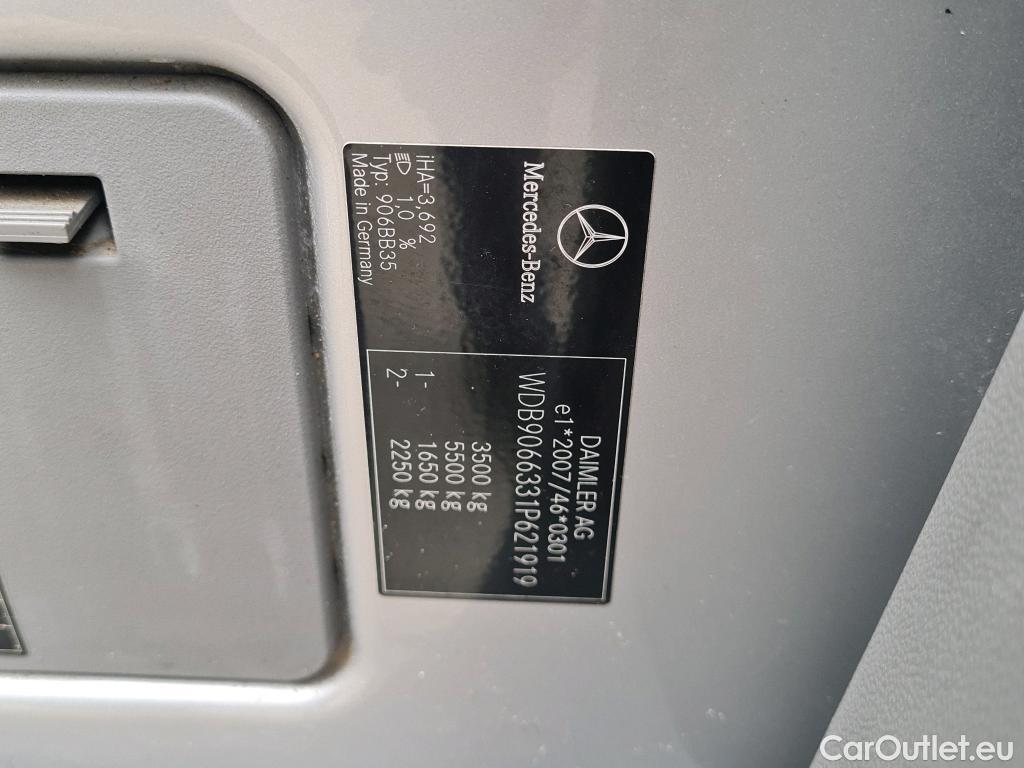 Mercedes-Benz
iHA=3,692
1,0 %
Typ: 906BB35
Made in Germany
DAIMLER AG
e1*2007/46*0301
WDB9066331P621919
3500 kg
5500 kg
1- 1650 kg
2- 2250 kg
CarOutlet.eu